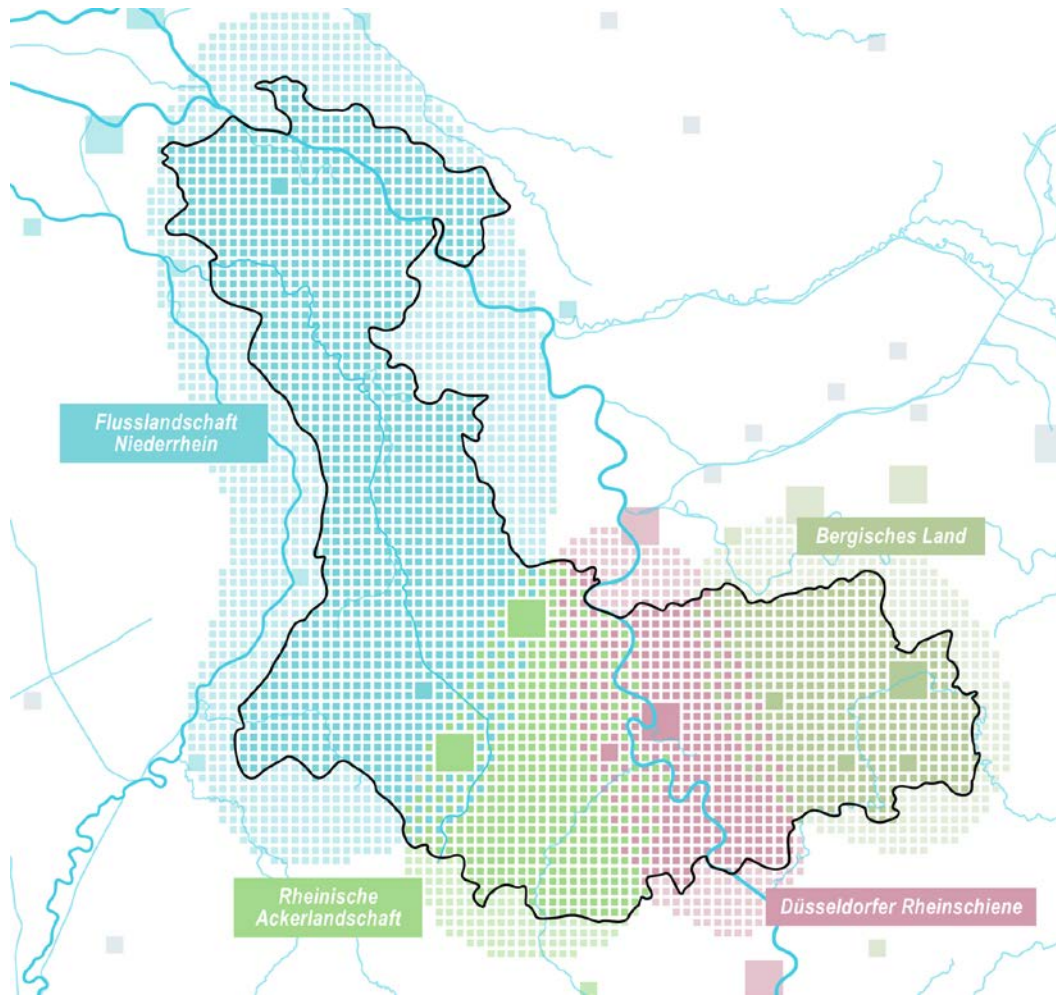 Flusslandschaft
Niederrhein
Bergisches Land
Rheinische
Ackerlandschaft
Düsseldorfer Rheinschiene